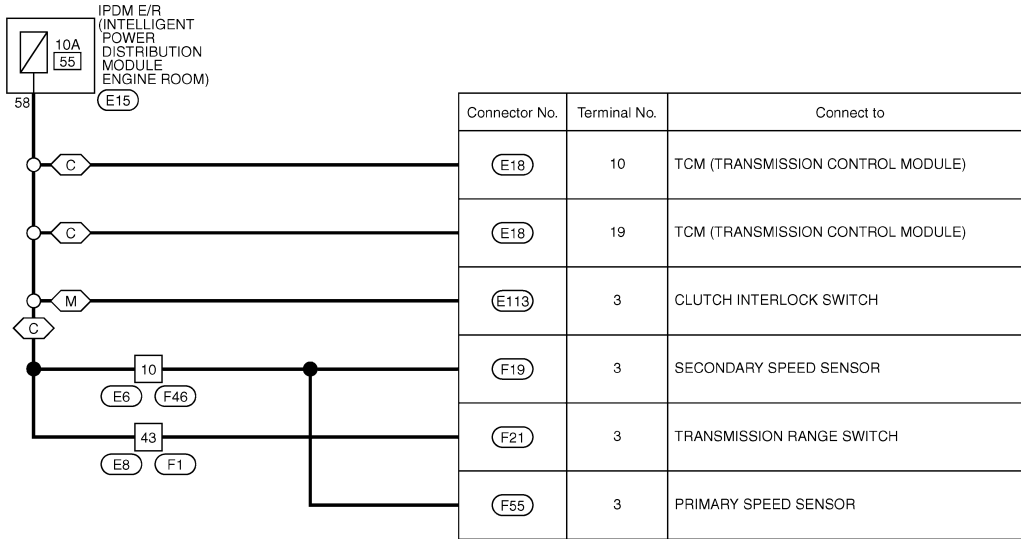 IPDM E/R
(INTELLIGENT
POWER
DISTRIBUTION
MODULE
ENGINE ROOM)
10A
55
58
E15
Connector No. Terminal No. Connect to
C E18 10 TCM (TRANSMISSION CONTROL MODULE)
C E18 19 TCM (TRANSMISSION CONTROL MODULE)
M E113 3 CLUTCH INTERLOCK SWITCH
C
10 F19 3 SECONDARY SPEED SENSOR
E6 F46
43 F21 3 TRANSMISSION RANGE SWITCH
E8 F1
F55 3 PRIMARY SPEED SENSOR